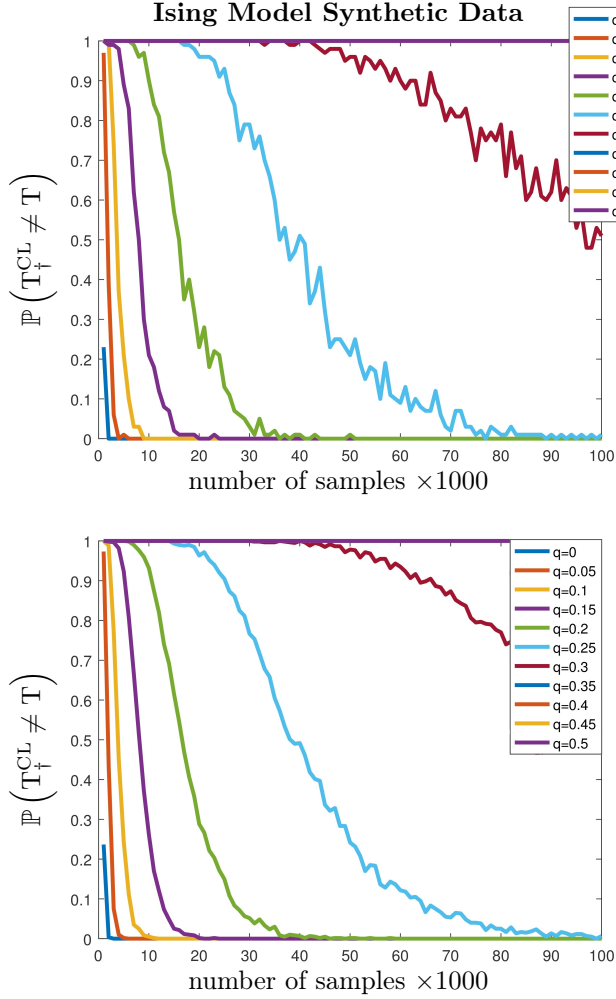 Ising Model Synthetic Data
1
0.9
0.8
0.7
0.6
0.5
0.4
0.3
0.2
0.1
0
ℙ(T†^CL ≠ T)
0 10 20 30 40 50 60 70 80 90 100
number of samples ×1000
1
0.9
0.8
0.7
0.6
0.5
0.4
0.3
0.2
0.1
0
ℙ(T†^CL ≠ T)
q=0
q=0.05
q=0.1
q=0.15
q=0.2
q=0.25
q=0.3
q=0.35
q=0.4
q=0.45
q=0.5
0 10 20 30 40 50 60 70 80 90 100
number of samples ×1000